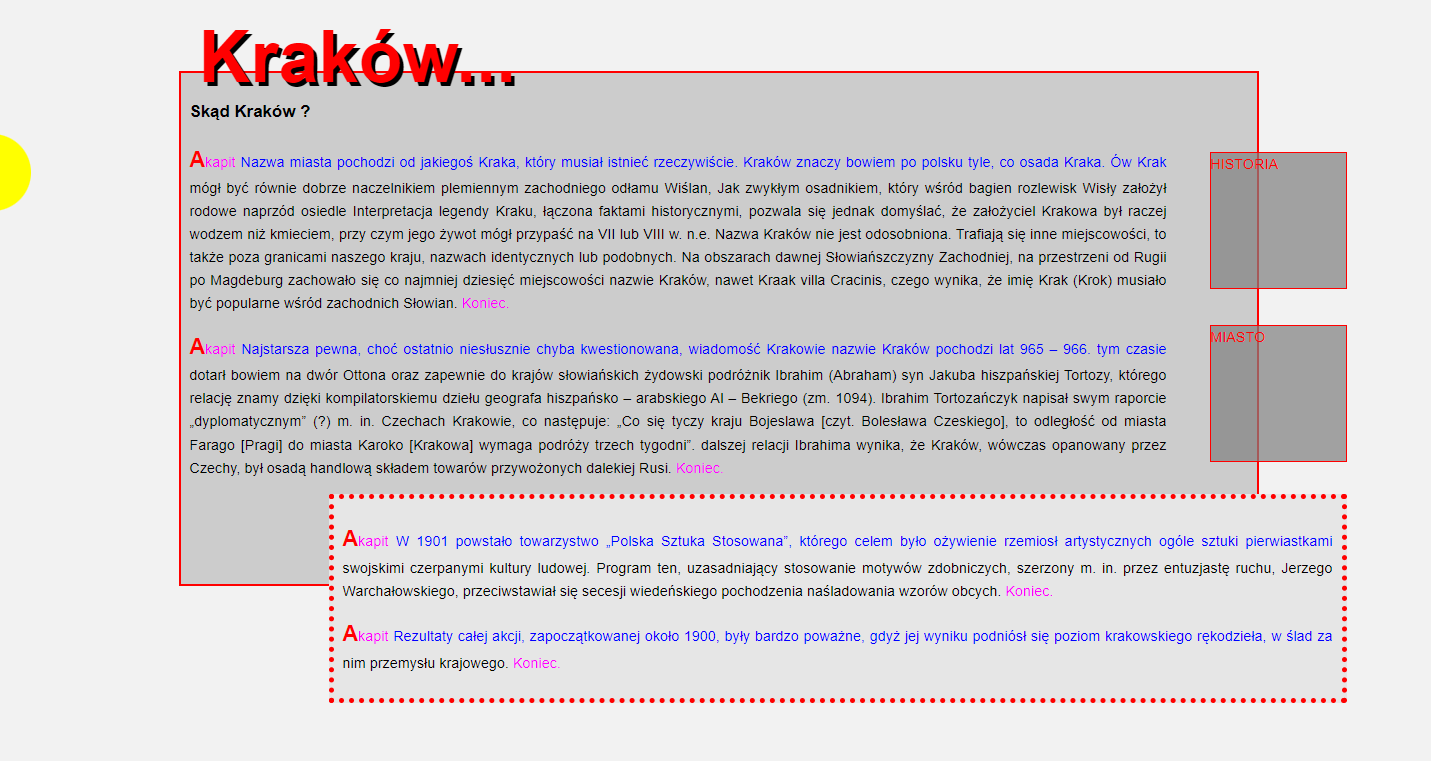 Kraków...
Skąd Kraków ?
Akapit Nazwa miasta pochodzi od jakiegoś Kraka, który musiał istnieć rzeczywiście. Kraków znaczy bowiem po polsku tyle, co osada Kraka. Ów Krak
mógł być równie dobrze naczelnikiem plemiennym zachodniego odłamu Wiślan, Jak zwykłym osadnikiem, który wśród bagien rozlewisk Wisły założył
rodowe naprzód osiedle Interpretacja legendy Kraku, łączona faktami historycznymi, pozwala się jednak domyślać, że założyciel Krakowa był raczej
wodzem niż kmieciem, przy czym jego żywot mógł przypaść na VII lub VIII w. n.e. Nazwa Kraków nie jest odosobniona. Trafiają się inne miejscowości, to
także poza granicami naszego kraju, nazwach identycznych lub podobnych. Na obszarach dawnej Słowiańszczyzny Zachodniej, na przestrzeni od Rugii
po Magdeburg zachowało się co najmniej dziesięć miejscowości nazwie Kraków, nawet Kraak villa Cracinis, czego wynika, że imię Krak (Krok) musiało
być popularne wśród zachodnich Słowian. Koniec.
HISTORIA
Akapit Najstarsza pewna, choć ostatnio niesłusznie chyba kwestionowana, wiadomość Krakowie nazwie Kraków pochodzi lat 965 – 966. tym czasie
dotarł bowiem na dwór Ottona oraz zapewnie do krajów słowiańskich żydowski podróżnik Ibrahim (Abraham) syn Jakuba hiszpańskiej Tortozy, którego
relację znamy dzięki kompilatorskiemu dziełu geografa hiszpańsko – arabskiego Al – Bekriego (zm. 1094). Ibrahim Tortozańczyk napisał swym raporcie
„dyplomatycznym” (?) m. in. Czechach Krakowie, co następuje: „Co się tyczy kraju Bojeslawa [czyt. Bolesława Czeskiego], to odległość od miasta
Farago [Pragi] do miasta Karoko [Krakowa] wymaga podróży trzech tygodni”. dalszej relacji Ibrahima wynika, że Kraków, wówczas opanowany przez
Czechy, był osadą handlową składem towarów przywożonych dalekiej Rusi. Koniec.
MIASTO
Akapit W 1901 powstało towarzystwo „Polska Sztuka Stosowana”, którego celem było ożywienie rzemiosł artystycznych ogóle sztuki pierwiastkami
swojskimi czerpanymi kultury ludowej. Program ten, uzasadniający stosowanie motywów zdobniczych, szerzony m. in. przez entuzjastę ruchu, Jerzego
Warchałowskiego, przeciwstawiał się secesji wiedeńskiego pochodzenia naśladowania wzorów obcych. Koniec.
Akapit Rezultaty całej akcji, zapoczątkowanej około 1900, były bardzo poważne, gdyż jej wyniku podniósł się poziom krakowskiego rękodzieła, w ślad za
nim przemysłu krajowego. Koniec.